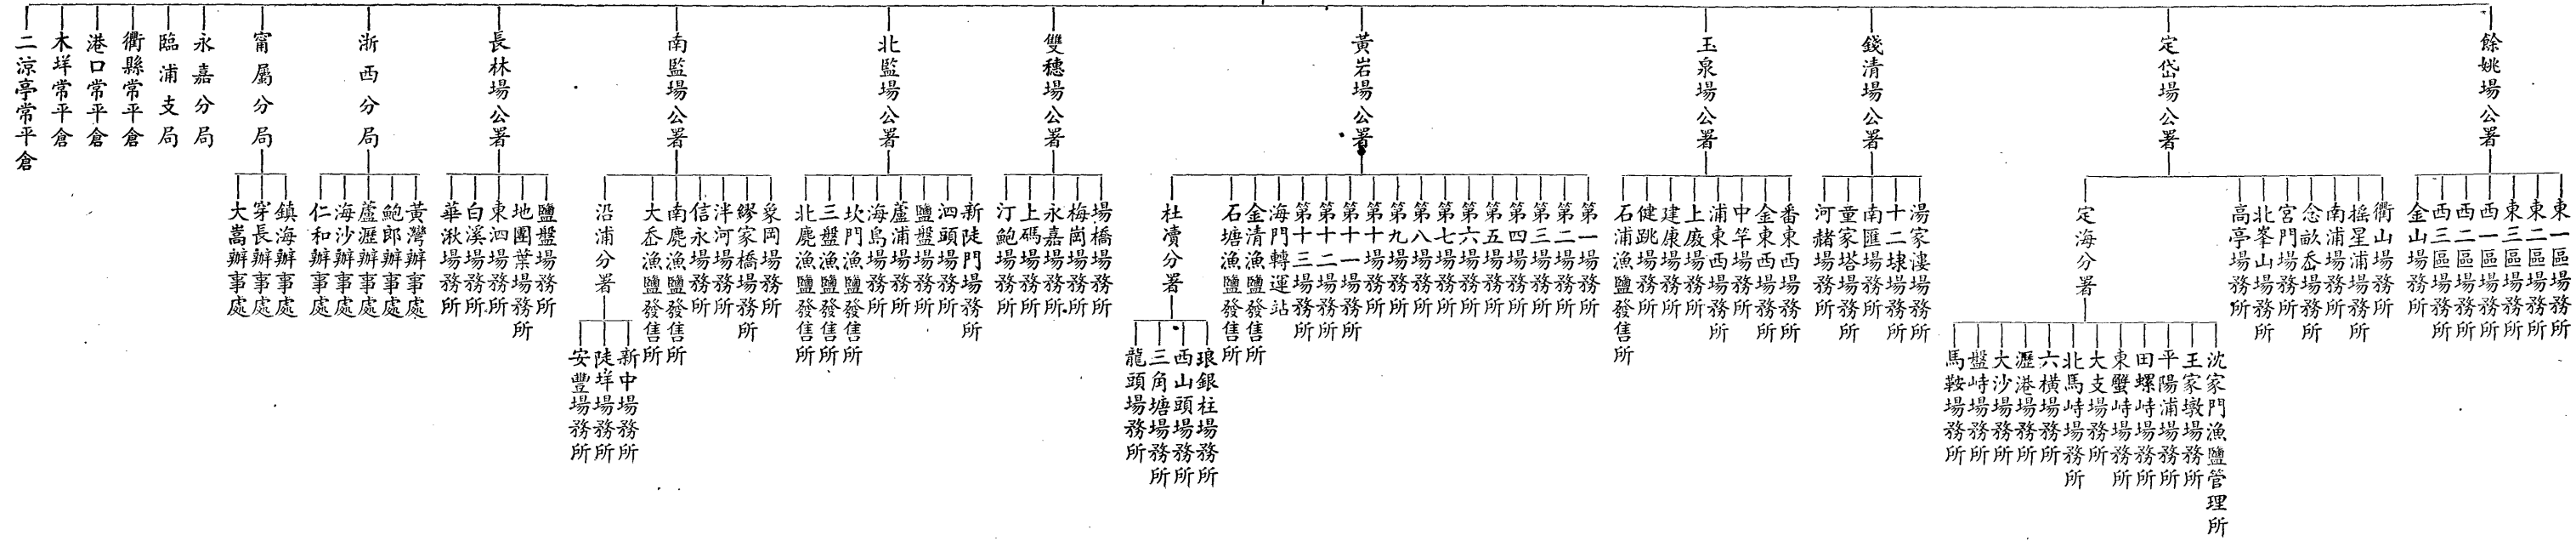 餘姚場公署
東一區場務所
東二區場務所
東三區場務所
西一區場務所
西二區場務所
西三區場務所
金山場務所
定岱場公署
衢山場務所
搖星浦場務所
南浦場務所
念畝岙場務所
宮門場務所
北峯山場務所
高亭場務所
定海分署
沈家門漁鹽管理所
王家墩場務所
平陽浦場務所
田螺峙場務所
東蟹峙場務所
大支場務所
北馬峙場務所
六橫場務所
瀝港場務所
大沙場務所
盤峙場務所
馬鞍場務所
錢清場公署
湯家漊場務所
十二埭場務所
南匯場務所
童家塔場務所
河赭場務所
玉泉場公署
番東西場務所
金東西場務所
中竿場務所
浦東西場務所
上廒場務所
建康場務所
健跳場務所
石浦漁鹽發售所
黃岩場公署
第一場務所
第二場務所
第三場務所
第四場務所
第五場務所
第六場務所
第七場務所
第八場務所
第九場務所
第十場務所
第十一場務所
第十二場務所
第十三場務所
海門轉運站
金清漁鹽發售所
石塘漁鹽發售所
杜瀆分署
琅銀柱場務所
西山頭場務所
三角塘場務所
龍頭場務所
雙穗場公署
場橋場務所
梅崗場務所
永嘉場務所
上碼場務所
汀鮑場務所
北監場公署
新陡門場務所
泗頭場務所
鹽盤場務所
蘆浦場務所
海島場務所
坎門漁鹽發售所
三盤漁鹽發售所
北麂漁鹽發售所
南監場公署
象岡場務所
繆家橋場務所
泮河場務所
信永場務所
南麂漁鹽發售所
大岙漁鹽發售所
沿浦分署
新中場務所
陡垟場務所
安豐場務所
長林場公署
鹽盤場務所
地團葉場務所
東泗場務所
白溪場務所
華湫場務所
浙西分局
黃灣辦事處
鮑郎辦事處
蘆瀝辦事處
海沙辦事處
仁和辦事處
甯屬分局
鎮海辦事處
穿長辦事處
大嵩辦事處
永嘉分局
臨浦支局
衢縣常平倉
港口常平倉
木垟常平倉
二涼亭常平倉